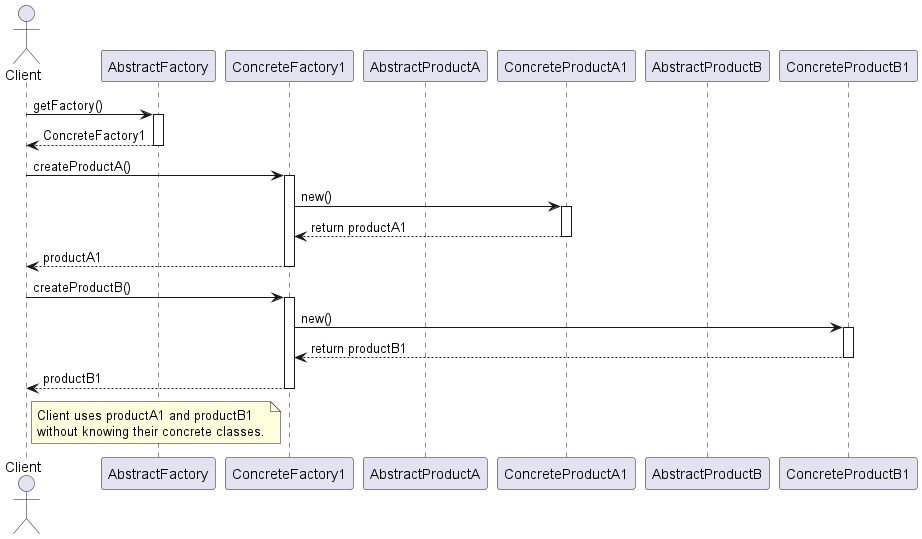 Client
AbstractFactory
ConcreteFactory1
AbstractProductA
ConcreteProductA1
AbstractProductB
ConcreteProductB1
getFactory()
ConcreteFactory1
createProductA()
new()
return productA1
productA1
createProductB()
new()
return productB1
productB1
Client uses productA1 and productB1
without knowing their concrete classes.
Client
AbstractFactory
ConcreteFactory1
AbstractProductA
ConcreteProductA1
AbstractProductB
ConcreteProductB1